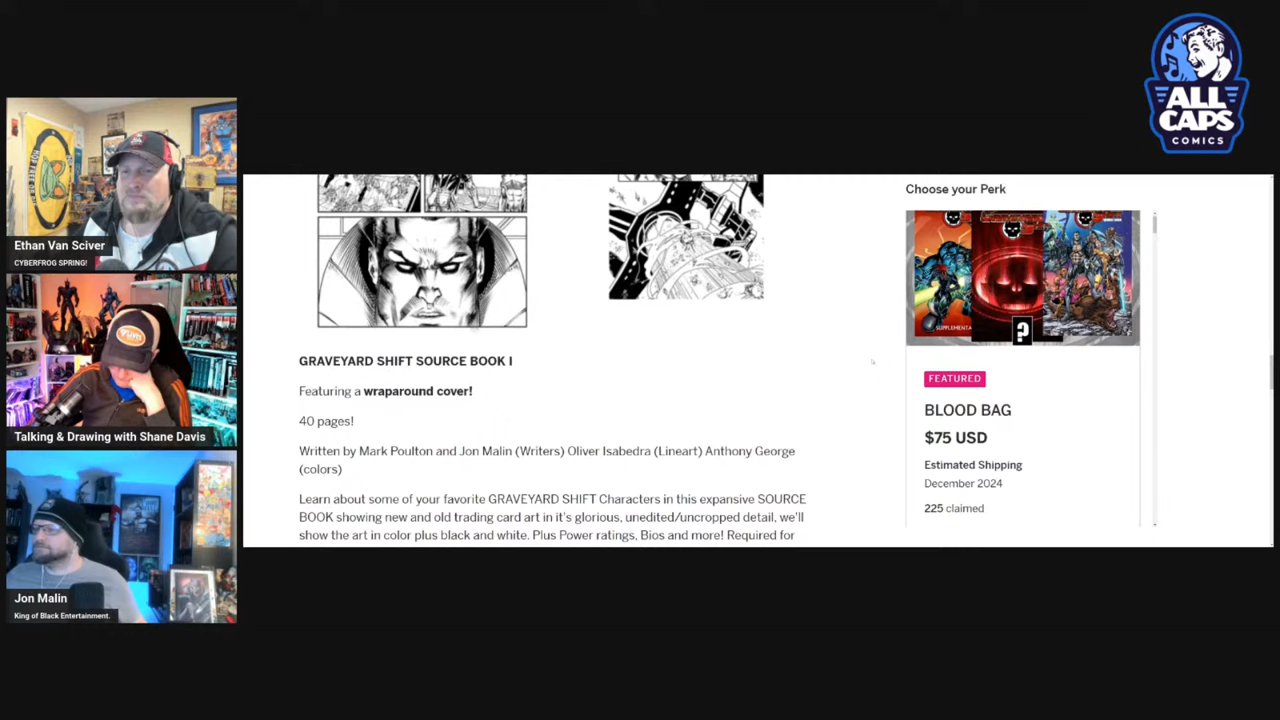 ALL
CAPS
COMICS
Ethan Van Sciver
CYBERFROG SPRING!
Talking & Drawing with Shane Davis
Jon Malin
King of Black Entertainment.
GRAVEYARD SHIFT SOURCE BOOK I
Featuring a wraparound cover!
40 pages!
Written by Mark Poulton and Jon Malin (Writers) Oliver Isabedra (Lineart) Anthony George
(colors)
Learn about some of your favorite GRAVEYARD SHIFT Characters in this expansive SOURCE
BOOK showing new and old trading card art in it's glorious, unedited/uncropped detail, we'll
show the art in color plus black and white. Plus Power ratings, Bios and more! Required for
Choose your Perk
SUPPLEMENTA
?
FEATURED
BLOOD BAG
$75 USD
Estimated Shipping
December 2024
225 claimed